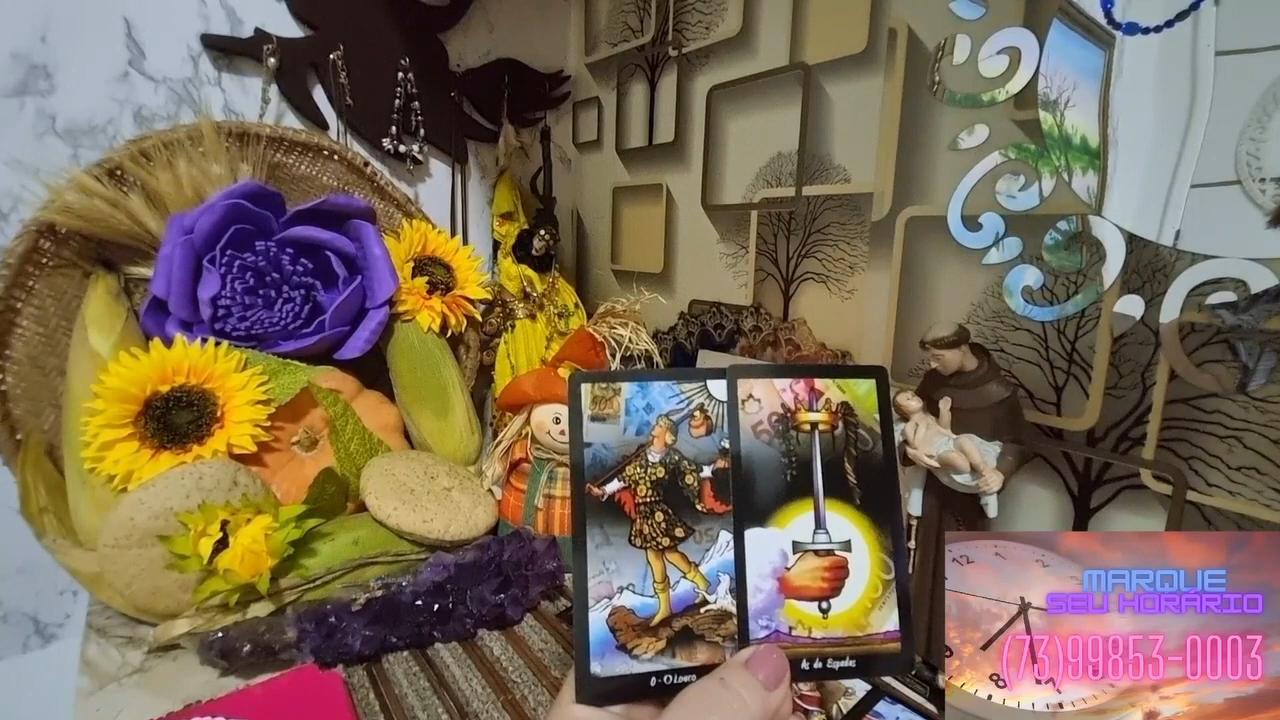 0 - O Louco
Ás de Espadas
MARQUE
SEU HORÁRIO
(73)99853-0003